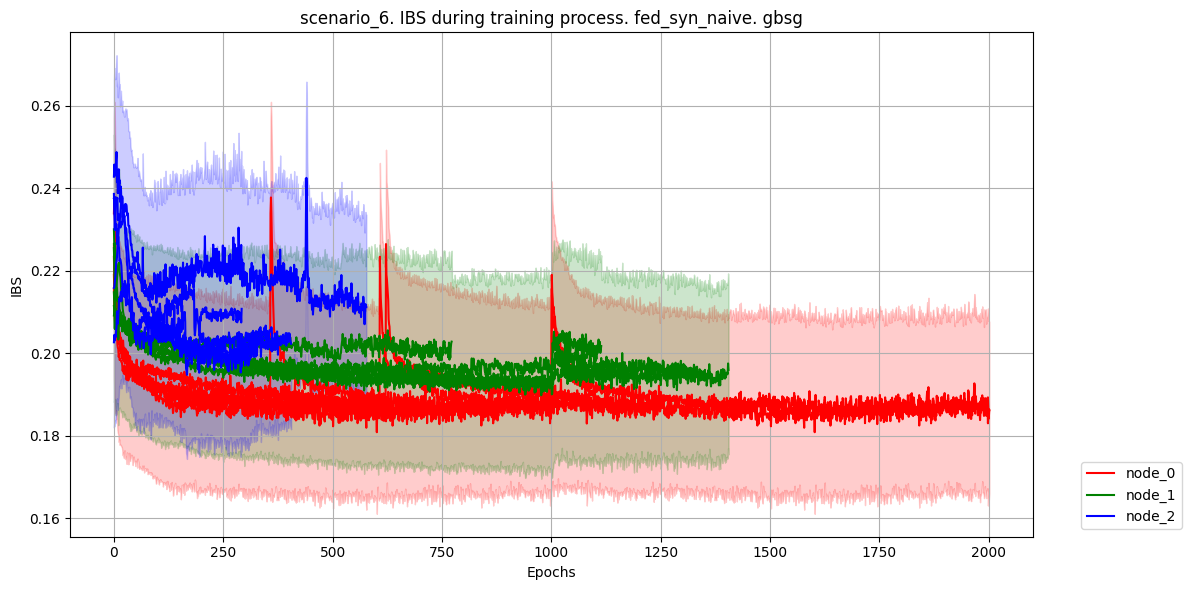 scenario_6. IBS during training process. fed_syn_naive. gbsg
IBS
0.26
0.24
0.22
0.20
0.18
0.16
0
250
500
750
1000
1250
1500
1750
2000
Epochs
node_0
node_1
node_2